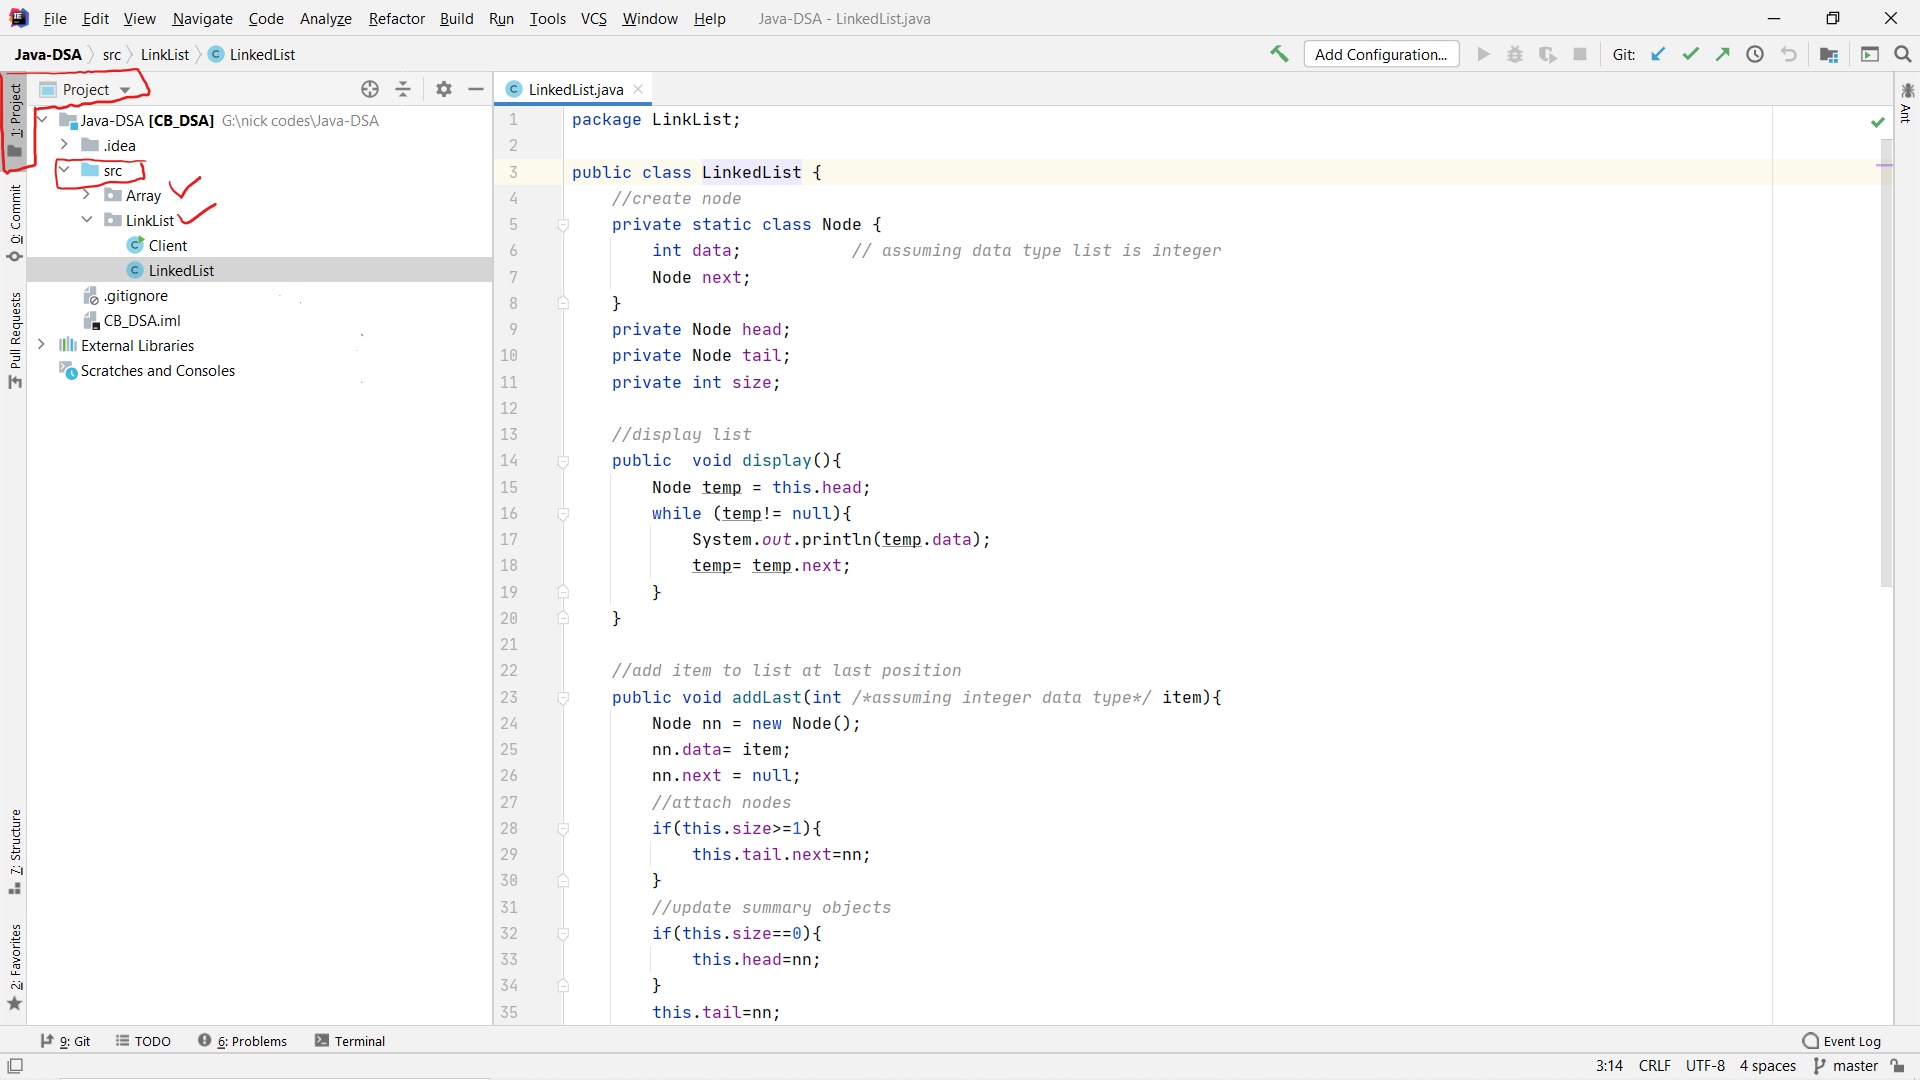 File Edit View Navigate Code Analyze Refactor Build Run Tools VCS Window Help Java-DSA - LinkedList.java
Java-DSA src LinkList LinkedList Add Configuration... Git:
1: Project
Project
LinkedList.java
Java-DSA [CB_DSA] G:\nick codes\Java-DSA
.idea
src
Array
LinkList
Client
LinkedList
.gitignore
CB_DSA.iml
External Libraries
Scratches and Consoles
0: Commit
Pull Requests
7: Structure
2: Favorites
1 package LinkList;
2
3 public class LinkedList {
4 //create node
5 private static class Node {
6 int data; // assuming data type list is integer
7 Node next;
8 }
9 private Node head;
10 private Node tail;
11 private int size;
12
13 //display list
14 public  void display(){
15 Node temp = this.head;
16 while (temp!= null){
17 System.out.println(temp.data);
18 temp= temp.next;
19 }
20 }
21
22 //add item to list at last position
23 public void addLast(int /*assuming integer data type*/ item){
24 Node nn = new Node();
25 nn.data= item;
26 nn.next = null;
27 //attach nodes
28 if(this.size>=1){
29 this.tail.next=nn;
30 }
31 //update summary objects
32 if(this.size==0){
33 this.head=nn;
34 }
35 this.tail=nn;
Ant
9: Git TODO 6: Problems Terminal Event Log
3:14 CRLF UTF-8 4 spaces master